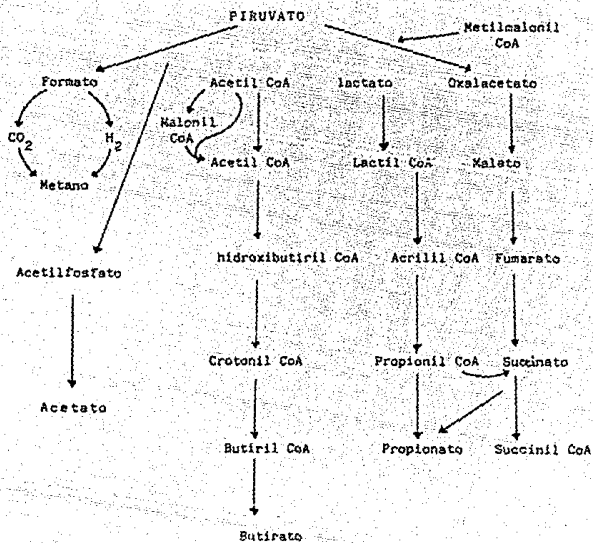 PIRUVATO
Metilmalonil
CoA
Formato
Acetil CoA
lactato
Oxalacetato
Malonil
CoA
CO2
H2
Acetil CoA
Lactil CoA
Malato
Metano
hidroxibutiril CoA
Acrilil CoA
Fumarato
Acetilfosfato
Crotonil CoA
Propionil CoA
Succinato
Acetato
Butiril CoA
Propionato
Succinil CoA
Butirato